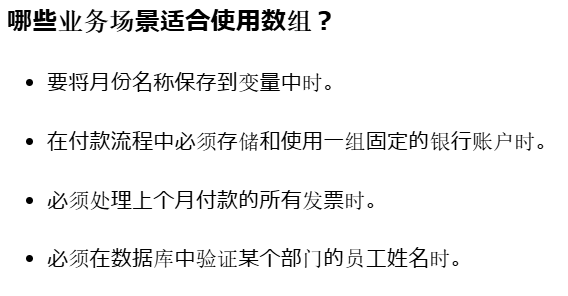 哪些业务场景适合使用数组？
要将月份名称保存到变量中时。
在付款流程中必须存储和使用一组固定的银行账户时。
必须处理上个月付款的所有发票时。
必须在数据库中验证某个部门的员工姓名时。